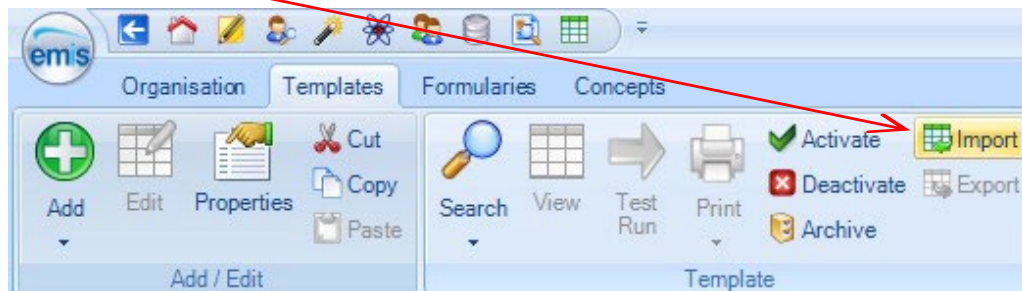 emis
Organisation Templates Formularies Concepts
Add
Edit
Properties
Cut
Copy
Paste
Add / Edit
Search
View
Test
Run
Print
Activate
Deactivate
Archive
Import
Export
Template